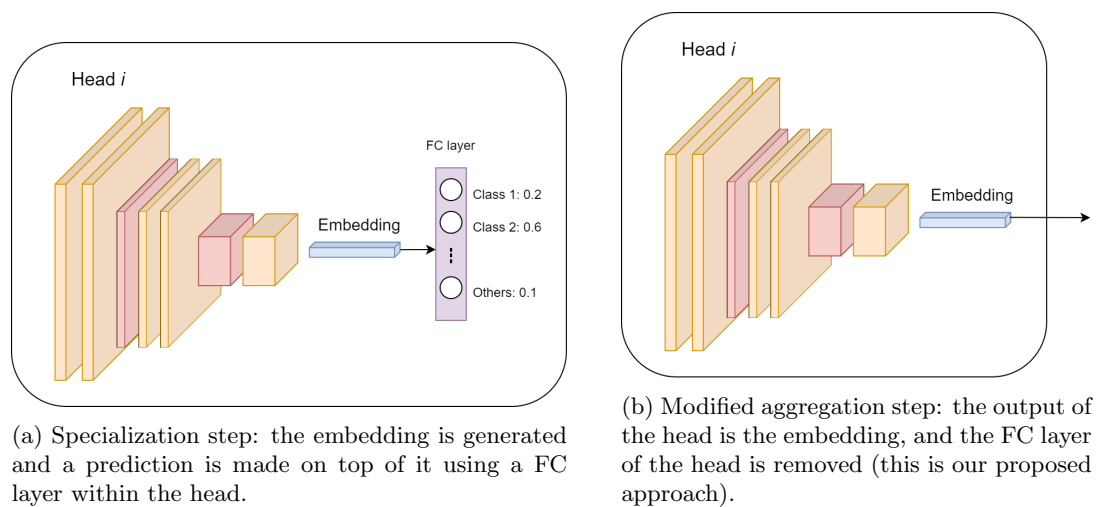 Head i
FC layer
Class 1: 0.2
Embedding
Class 2: 0.6
Others: 0.1
(a) Specialization step: the embedding is generated
and a prediction is made on top of it using a FC
layer within the head.
Head i
Embedding
(b) Modified aggregation step: the output of
the head is the embedding, and the FC layer
of the head is removed (this is our proposed
approach).